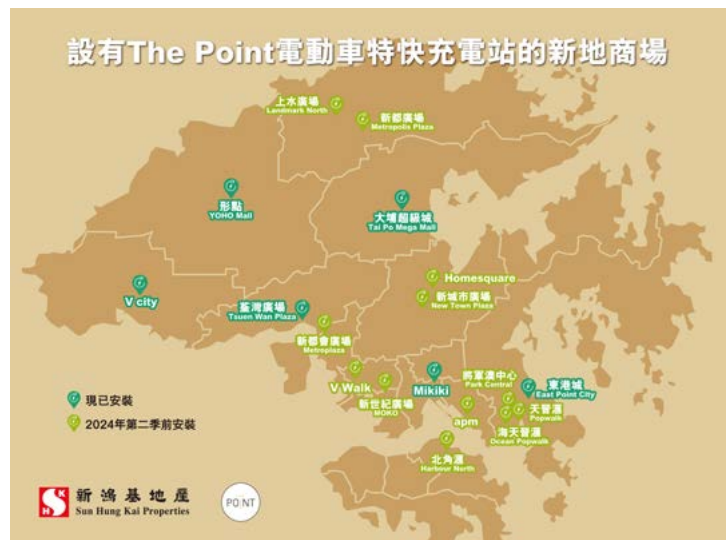 設有The Point電動車特快充電站的新地商場
上水廣場
Landmark North
新都廣場
Metropolis Plaza
形點
YOHO Mall
大埔超級城
Tai Po Mega Mall
Homesquare
新城市廣場
New Town Plaza
V city
荃灣廣場
Tsuen Wan Plaza
新都會廣場
Metroplaza
V Walk
新世紀廣場
MOKO
Mikiki
將軍澳中心
Park Central
東港城
East Point City
天晉滙
Popwalk
海天晉滙
Ocean Popwalk
apm
北角滙
Harbour North
現已安裝
2024年第二季前安裝
新鴻基地產
Sun Hung Kai Properties
SHK
POINT